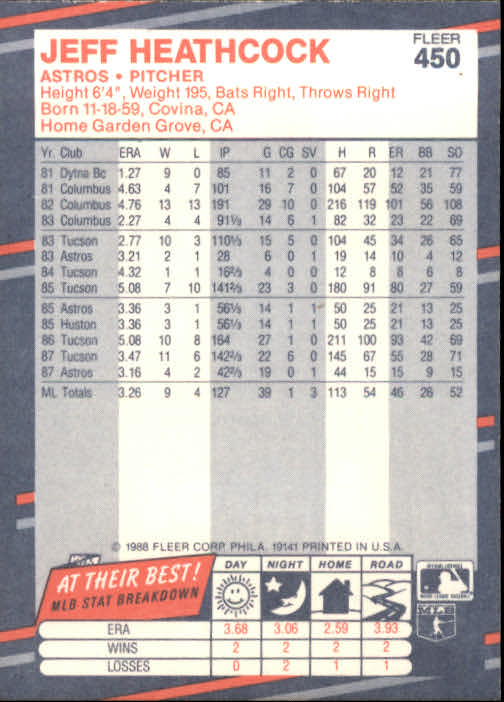 JEFF HEATHCOCK
FLEER
450
ASTROS • PITCHER
Height 6'4", Weight 195, Bats Right, Throws Right
Born 11-18-59, Covina, CA
Home Garden Grove, CA
Yr. Club ERA W L IP G CG SV H R ER BB SO
81 Dytna Bc 1.27 9 0 85 11 2 0 67 20 12 21 77
81 Columbus 4.63 4 7 101 16 7 0 104 57 52 35 59
82 Columbus 4.76 13 13 191 29 10 0 216 119 101 56 108
83 Columbus 2.27 4 4 91⅓ 14 6 1 82 32 23 22 69
83 Tucson 2.77 10 3 110⅓ 15 5 0 104 45 34 26 65
83 Astros 3.21 2 1 28 6 0 1 19 14 10 4 12
84 Tucson 4.32 1 1 16⅔ 4 0 0 12 8 8 6 8
85 Tucson 5.08 7 10 141⅔ 23 3 0 180 91 80 27 59
85 Astros 3.36 3 1 56⅓ 14 1 1 50 25 21 13 25
85 Huston 3.36 3 1 56⅓ 14 1 1 50 25 21 13 25
86 Tucson 5.08 10 8 164 27 1 0 211 100 93 42 69
87 Tucson 3.47 11 6 142⅔ 22 6 0 145 67 55 28 71
87 Astros 3.16 4 2 42⅔ 19 0 1 44 15 15 9 15
ML Totals 3.26 9 4 127 39 1 3 113 54 46 26 52
© 1988 FLEER CORP. PHILA. 19141 PRINTED IN U.S.A.
AT THEIR BEST!
MLB STAT BREAKDOWN
DAY NIGHT HOME ROAD
ERA 3.68 3.06 2.59 3.93
WINS 2 2 2 2
LOSSES 0 2 1 1